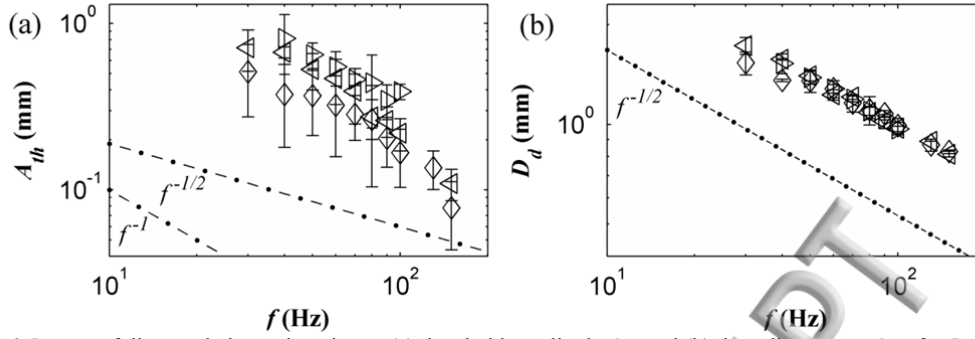 (a)
10^0
10^-1
A_th (mm)
f^-1/2
f^-1
10^1
10^2
f (Hz)
(b)
10^0
D_d (mm)
f^-1/2
10^1
10^2
f (Hz)
DT